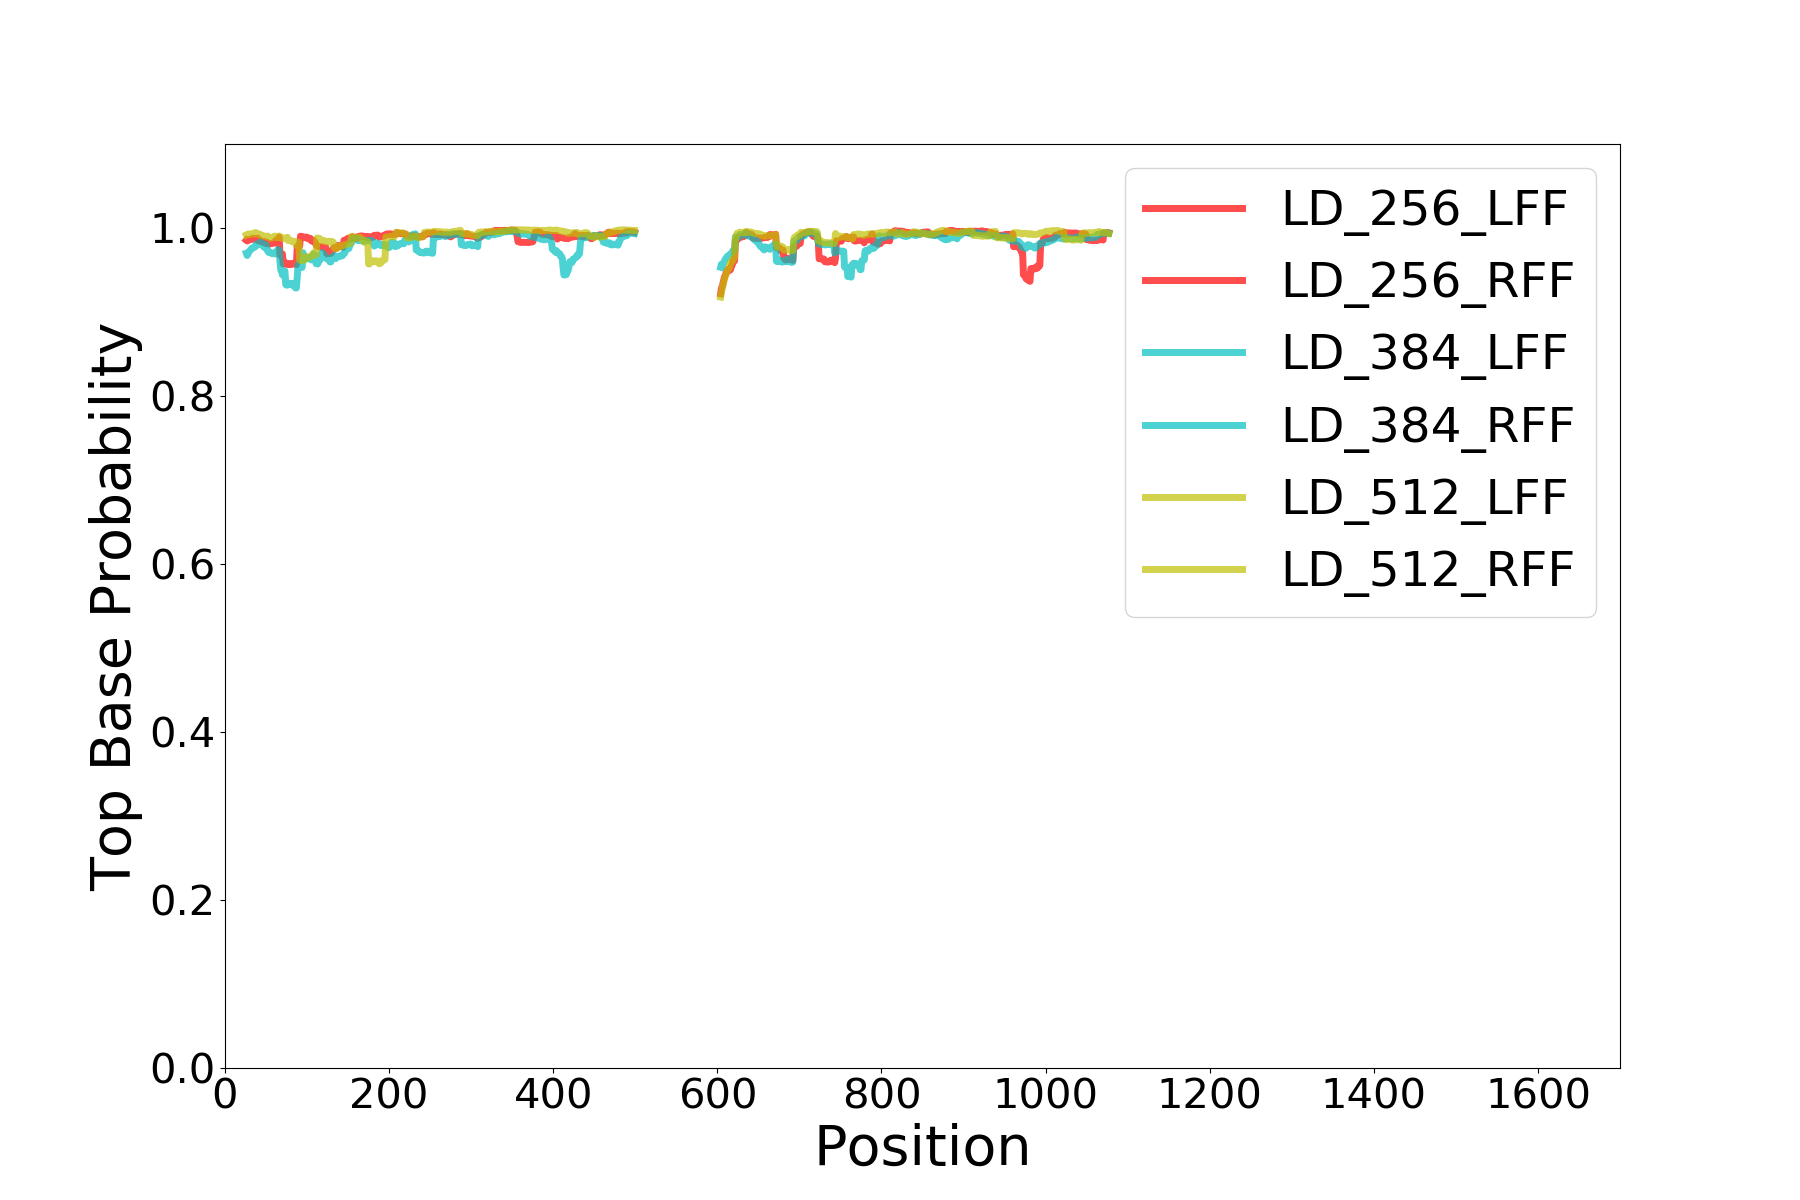 LD_256_LFF
LD_256_RFF
LD_384_LFF
LD_384_RFF
LD_512_LFF
LD_512_RFF
Top Base Probability
1.0
0.8
0.6
0.4
0.2
0.0
0 200 400 600 800 1000 1200 1400 1600
Position